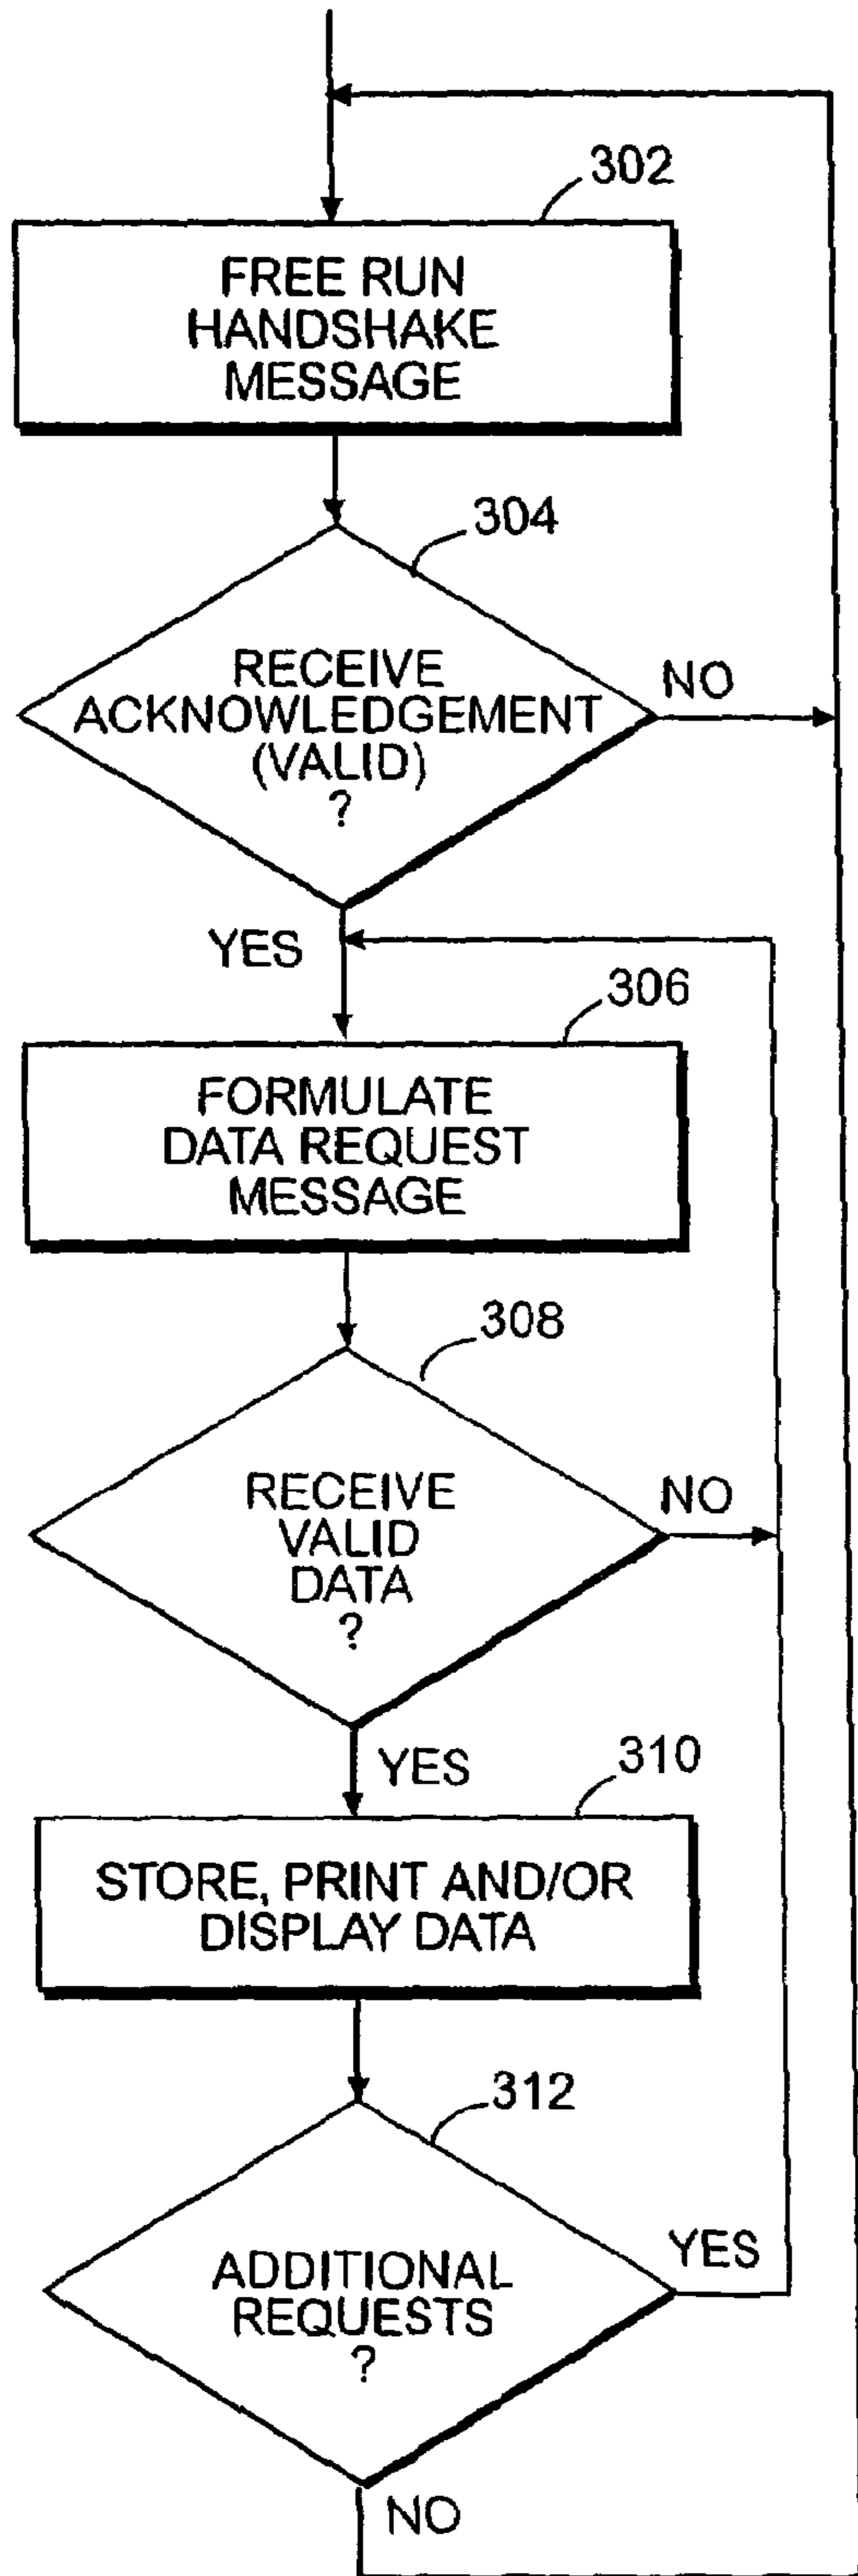 302
FREE RUN
HANDSHAKE
MESSAGE
304
RECEIVE
ACKNOWLEDGEMENT
(VALID)
?
NO
YES
306
FORMULATE
DATA REQUEST
MESSAGE
308
RECEIVE
VALID
DATA
?
NO
YES
310
STORE, PRINT AND/OR
DISPLAY DATA
312
ADDITIONAL
REQUESTS
?
YES
NO